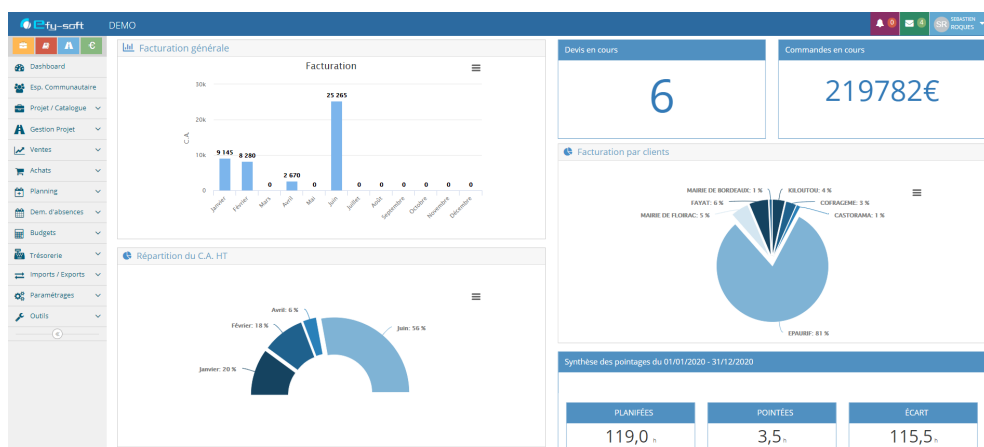 efy-soft
DEMO
0
4
SR
SEBASTIEN
ROQUES
Dashboard
Esp. Communautaire
Projet / Catalogue
Gestion Projet
Ventes
Achats
Planning
Dem. d'absences
Budgets
Trésorerie
Imports / Exports
Paramétrages
Outils
Facturation générale
Facturation
C.A.
30k
20k
10k
0
9 145
8 280
0
2 670
0
25 265
0
0
0
0
0
0
Janvier
Février
Mars
Avril
Mai
Juin
Juillet
Août
Septembre
Octobre
Novembre
Décembre
Répartition du C.A. HT
Avril: 6 %
Février: 18 %
Juin: 56 %
Janvier: 20 %
Devis en cours
6
Commandes en cours
219782€
Facturation par clients
MAIRIE DE BORDEAUX: 1 %
KILOUTOU: 4 %
FAYAT: 6 %
COFRAGEME: 3 %
MAIRIE DE FLORAC: 5 %
CASTORAMA: 1 %
EPAURIF: 81 %
Synthèse des pointages du 01/01/2020 - 31/12/2020
PLANIFÉES
POINTÉES
ÉCART
119,0 h
3,5 h
115,5 h